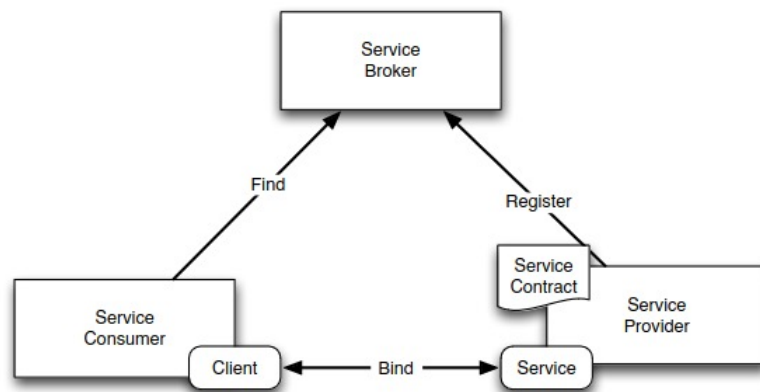 Service
Broker
Find
Register
Service
Contract
Service
Consumer
Service
Provider
Client
Bind
Service